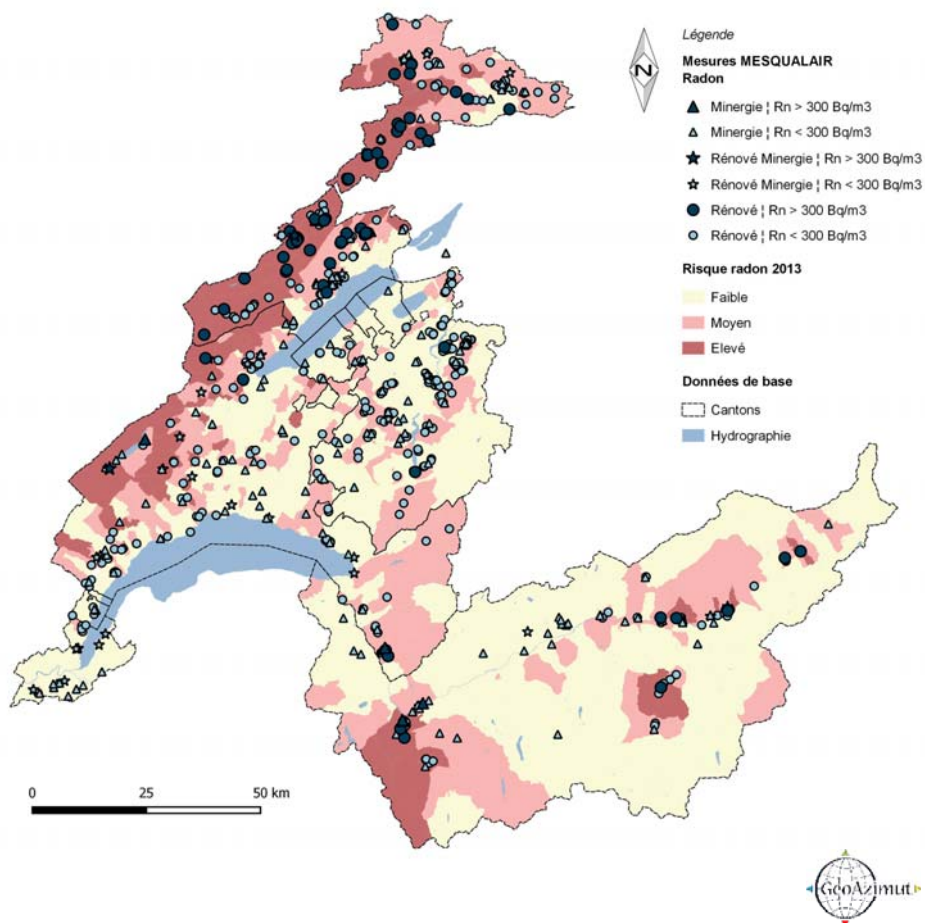 N
Légende
Mesures MESQUALAIR
Radon
Minergie ¦ Rn > 300 Bq/m3
Minergie ¦ Rn < 300 Bq/m3
Rénové Minergie ¦ Rn > 300 Bq/m3
Rénové Minergie ¦ Rn < 300 Bq/m3
Rénové ¦ Rn > 300 Bq/m3
Rénové ¦ Rn < 300 Bq/m3
Risque radon 2013
Faible
Moyen
Elevé
Données de base
Cantons
Hydrographie
0 25 50 km
GeoAzimut